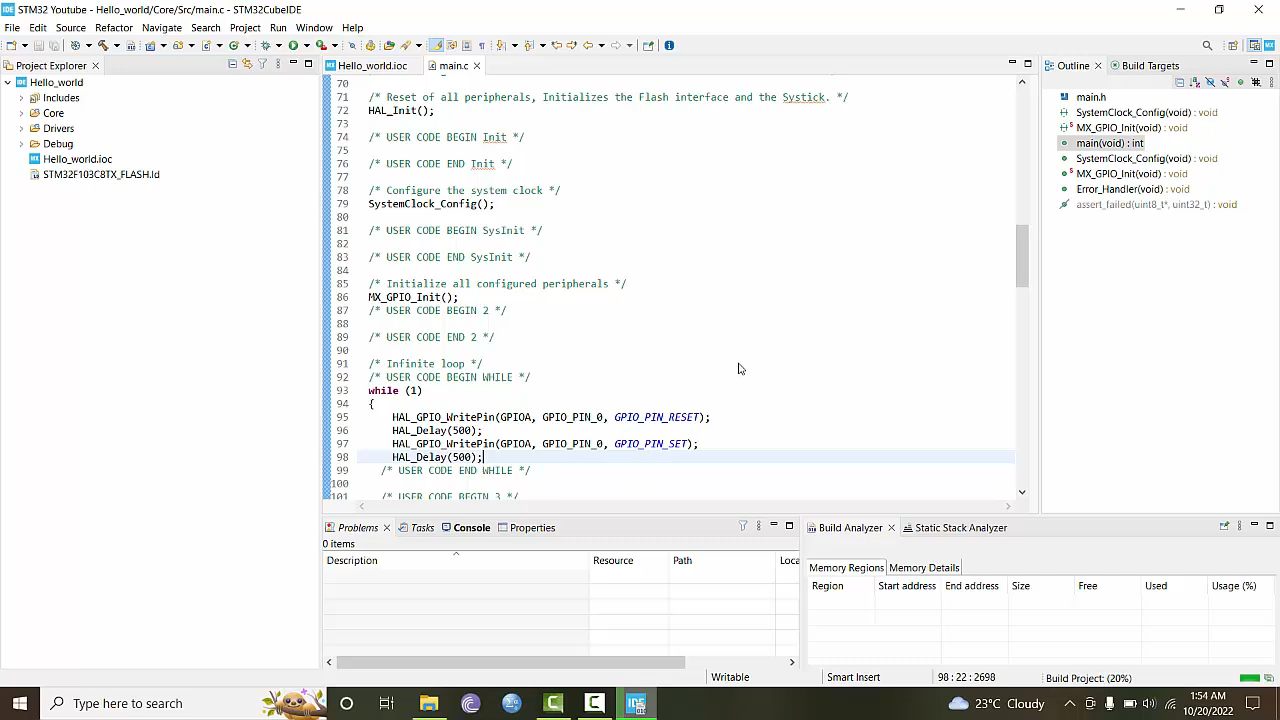 STM32 Youtube - Hello_world/Core/Src/main.c - STM32CubeIDE
File Edit Source Refactor Navigate Search Project Run Window Help
Project Explorer
Hello_world
Includes
Core
Drivers
Debug
Hello_world.ioc
STM32F103C8TX_FLASH.ld
Hello_world.ioc main.c
70
71 /* Reset of all peripherals, Initializes the Flash interface and the Systick. */
72 HAL_Init();
73
74 /* USER CODE BEGIN Init */
75
76 /* USER CODE END Init */
77
78 /* Configure the system clock */
79 SystemClock_Config();
80
81 /* USER CODE BEGIN SysInit */
82
83 /* USER CODE END SysInit */
84
85 /* Initialize all configured peripherals */
86 MX_GPIO_Init();
87 /* USER CODE BEGIN 2 */
88
89 /* USER CODE END 2 */
90
91 /* Infinite loop */
92 /* USER CODE BEGIN WHILE */
93 while (1)
94 {
95 HAL_GPIO_WritePin(GPIOA, GPIO_PIN_0, GPIO_PIN_RESET);
96 HAL_Delay(500);
97 HAL_GPIO_WritePin(GPIOA, GPIO_PIN_0, GPIO_PIN_SET);
98 HAL_Delay(500);
99 /* USER CODE END WHILE */
100
101 /* USER CODE BEGIN 3 */
Outline Build Targets
main.h
SystemClock_Config(void) : void
MX_GPIO_Init(void) : void
main(void) : int
SystemClock_Config(void) : void
MX_GPIO_Init(void) : void
Error_Handler(void) : void
assert_failed(uint8_t*, uint32_t) : void
Problems Tasks Console Properties
0 items
Description Resource Path Loca
Build Analyzer Static Stack Analyzer
Memory Regions Memory Details
Region Start address End address Size Free Used Usage (%)
Writable Smart Insert 98 : 22 : 2690 Build Project: (20%)
Type here to search
IDE
23°C Cloudy
1:54 AM
10/20/2022